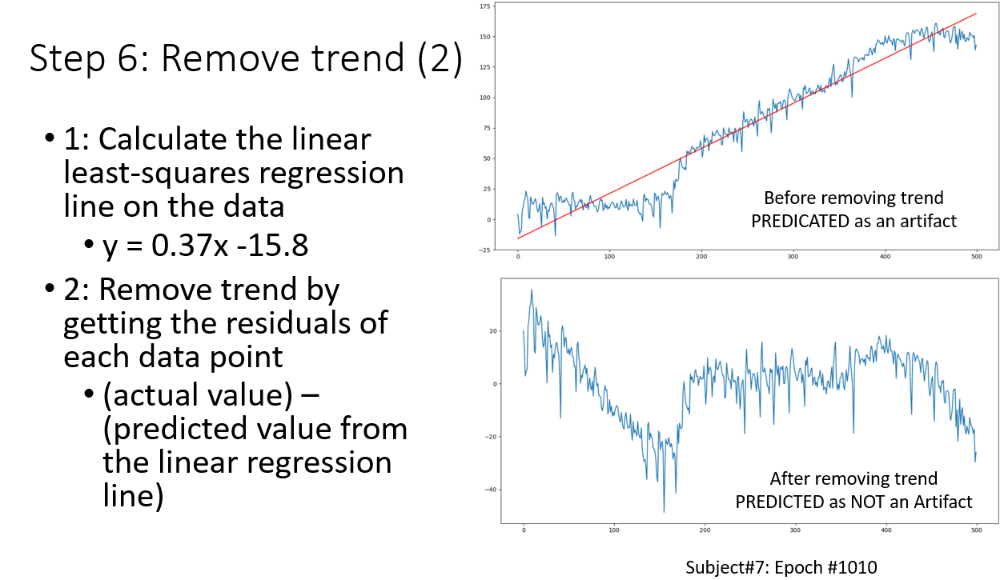 Step 6: Remove trend (2)
• 1: Calculate the linear
least-squares regression
line on the data
• y = 0.37x -15.8
• 2: Remove trend by
getting the residuals of
each data point
• (actual value) –
(predicted value from
the linear regression
line)
175
150
125
100
75
50
25
0
−25
0 100 200 300 400 500
Before removing trend
PREDICATED as an artifact
20
0
−20
−40
0 100 200 300 400 500
After removing trend
PREDICTED as NOT an Artifact
Subject#7: Epoch #1010